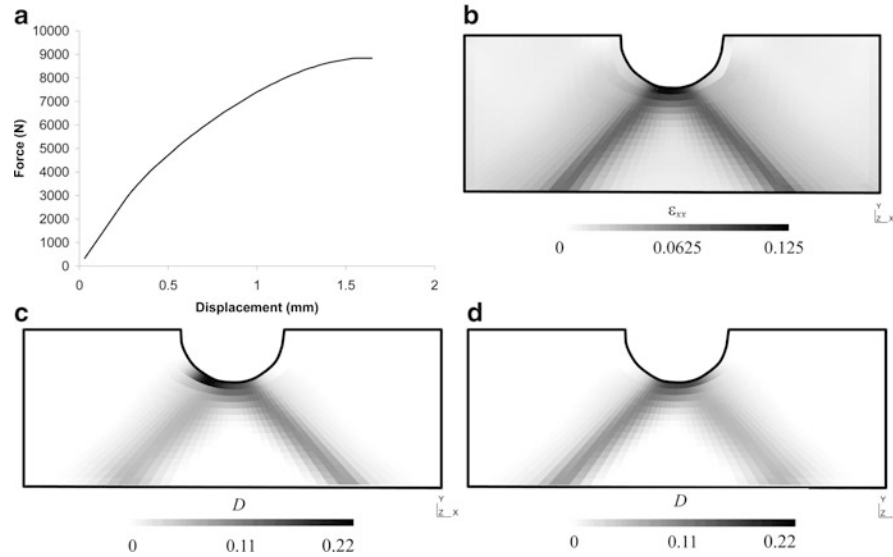 a
10000
9000
8000
7000
6000
5000
4000
3000
2000
1000
0
Force (N)
0 0.5 1 1.5 2
Displacement (mm)
b
Y
Z X
εxx
0 0.0625 0.125
c
Y
Z X
D
0 0.11 0.22
d
Y
Z X
D
0 0.11 0.22